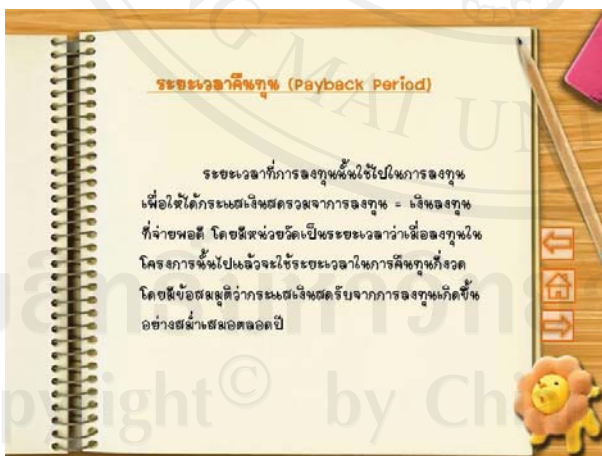 NG MAI UNI
ระยะเวลาคืนทุน (Payback Period)
ระยะเวลาที่การลงทุนนั้นใช้ไปในการลงทุน
เพื่อให้ได้กระแสเงินสดรวมจาการลงทุน = เงินลงทุน
ที่จ่ายพอดี โดยมีหน่วยวัดเป็นระยะเวลาว่าเมื่อลงทุนใน
โครงการนั้นไปแล้วจะใช้ระยะเวลาในการคืนทุนกี่งวด
โดยมีข้อสมมุติว่ากระแสเงินสดรับจากการลงทุนเกิดขึ้น
อย่างสม่ำเสมอตลอดปี
pyright© by Chi